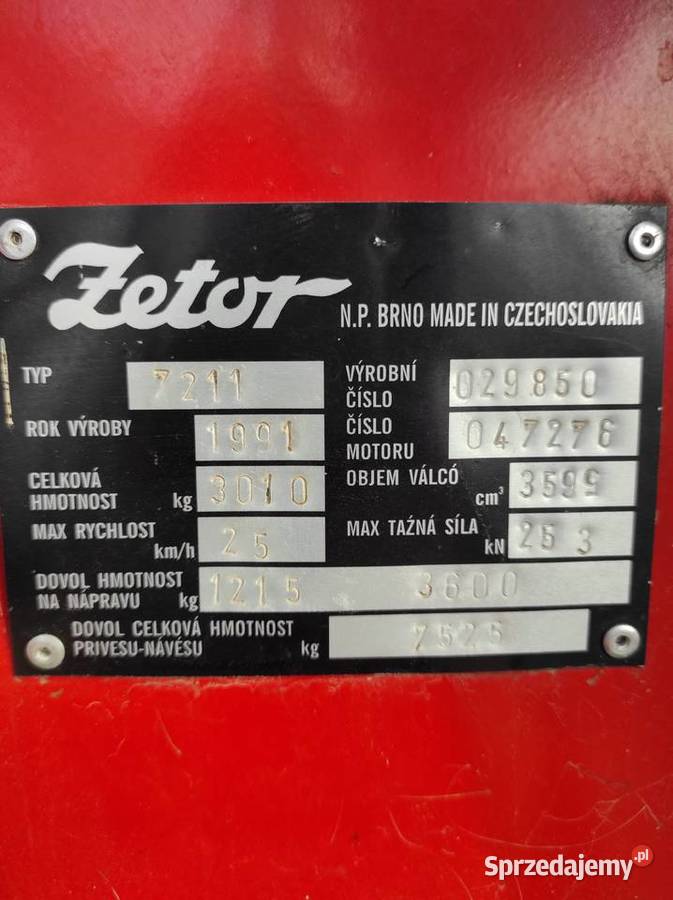 Zetor
N.P. BRNO MADE IN CZECHOSLOVAKIA
TYP 7211
ROK VÝROBY 1991
CELKOVÁ
HMOTNOST kg 3010
MAX RYCHLOST
km/h 25
VÝROBNÍ
ČÍSLO 029850
ČÍSLO
MOTORU 047276
OBJEM VÁLCÓ
cm³ 3595
MAX TAŽNÁ SÍLA
kN 25 3
DOVOL HMOTNOST
NA NÁPRAVU kg 1215 3600
DOVOL CELKOVÁ HMOTNOST
PRIVESU-NÁVĚSU kg 7525
Sprzedajemy.pl